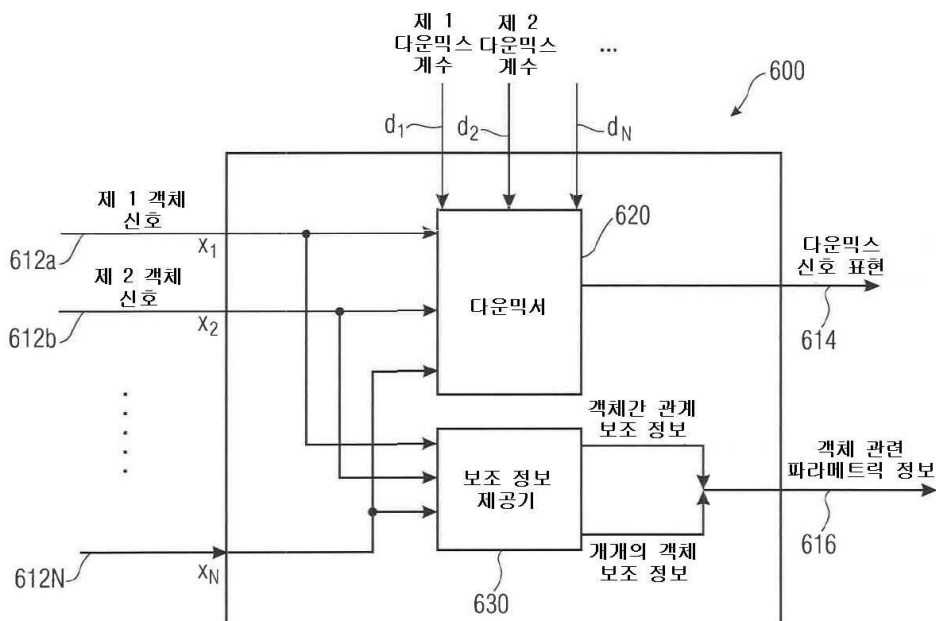 제 1
다운믹스
계수
제 2
다운믹스
계수
...
600
d1
d2
dN
제 1 객체
신호
612a
x1
620
다운믹스
신호 표현
제 2 객체
신호
612b
x2
다운믹서
614
객체간 관계
보조 정보
보조 정보
제공기
객체 관련
파라메트릭 정보
616
개개의 객체
보조 정보
612N
xN
630